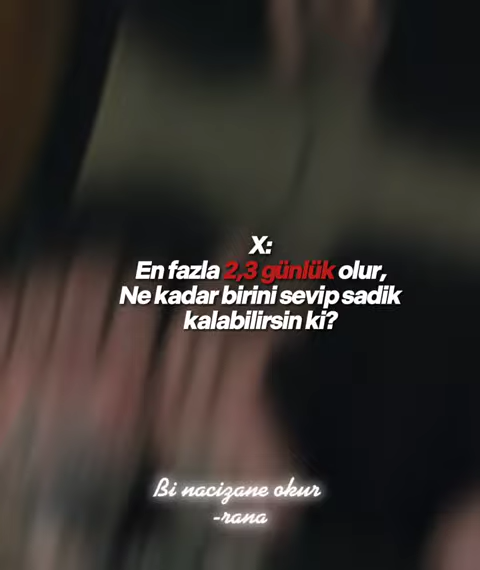 X:
En fazla 2,3 günlük olur,
Ne kadar birini sevip sadik
kalabilirsin ki?
Bi nacizane okur
-rana